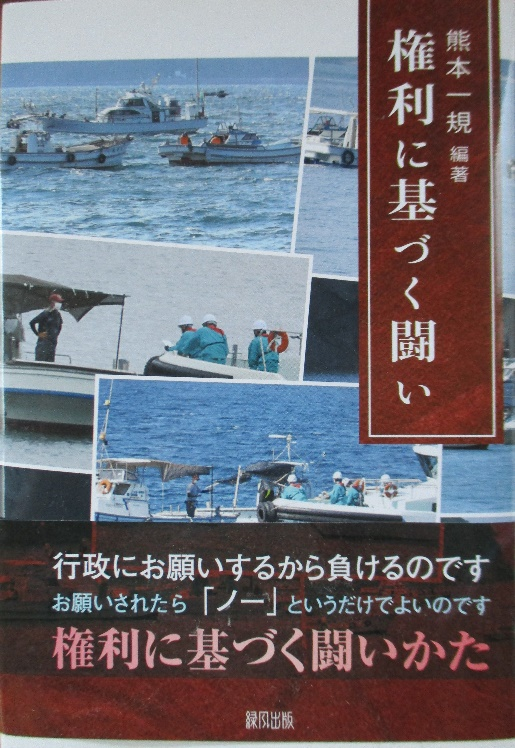 熊本一規 編著
権利に基づく闘い
行政にお願いするから負けるのです
お願いされたら「ノー」というだけでよいのです
権利に基づく闘いかた
緑風出版